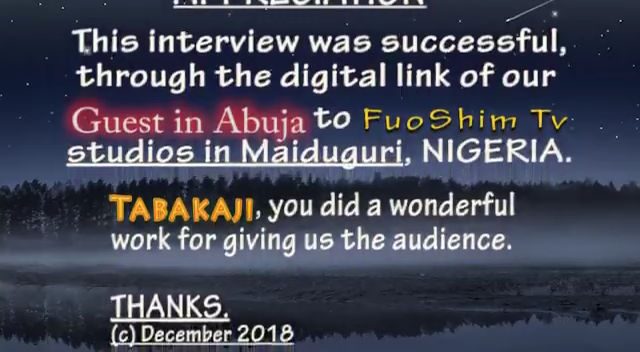 APPRECIATION
This interview was successful,
through the digital link of our
Guest in Abuja to FuoShim Tv
studios in Maiduguri, NIGERIA.
TABAKAJI, you did a wonderful
work for giving us the audience.
THANKS.
(c) December 2018